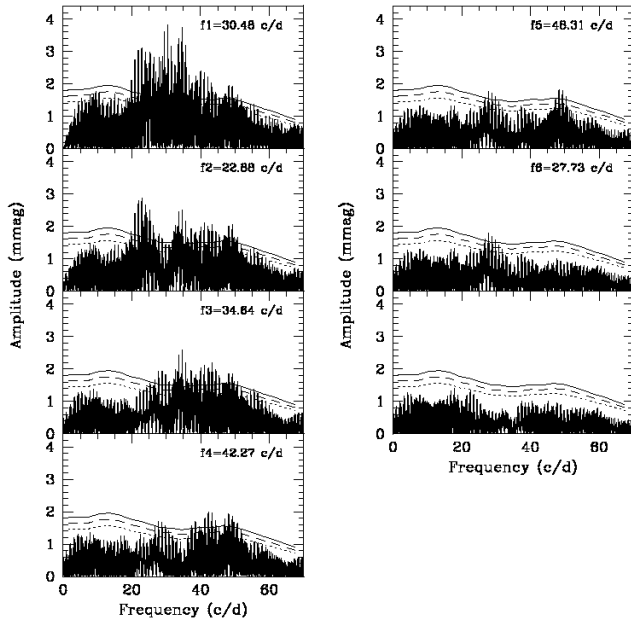 f1=30.48 c/d
4
3
2
1
0
f2=22.88 c/d
4
3
2
1
0
f3=34.64 c/d
4
3
2
1
0
f4=42.27 c/d
4
3
2
1
0
Amplitude (mmag)
0 20 40 60
Frequency (c/d)
f5=48.31 c/d
4
3
2
1
0
f6=27.73 c/d
4
3
2
1
0
4
3
2
1
0
Amplitude (mmag)
0 20 40 60
Frequency (c/d)